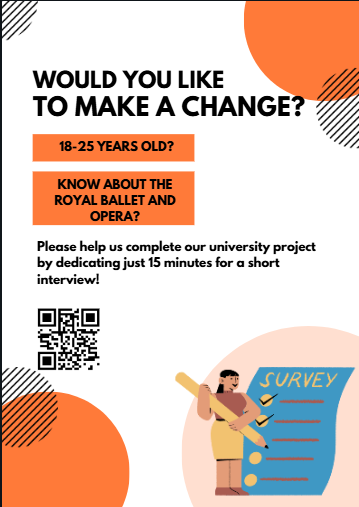 WOULD YOU LIKE
TO MAKE A CHANGE?
18-25 YEARS OLD?
KNOW ABOUT THE
ROYAL BALLET AND
OPERA?
Please help us complete our university project
by dedicating just 15 minutes for a short
interview!
SURVEY